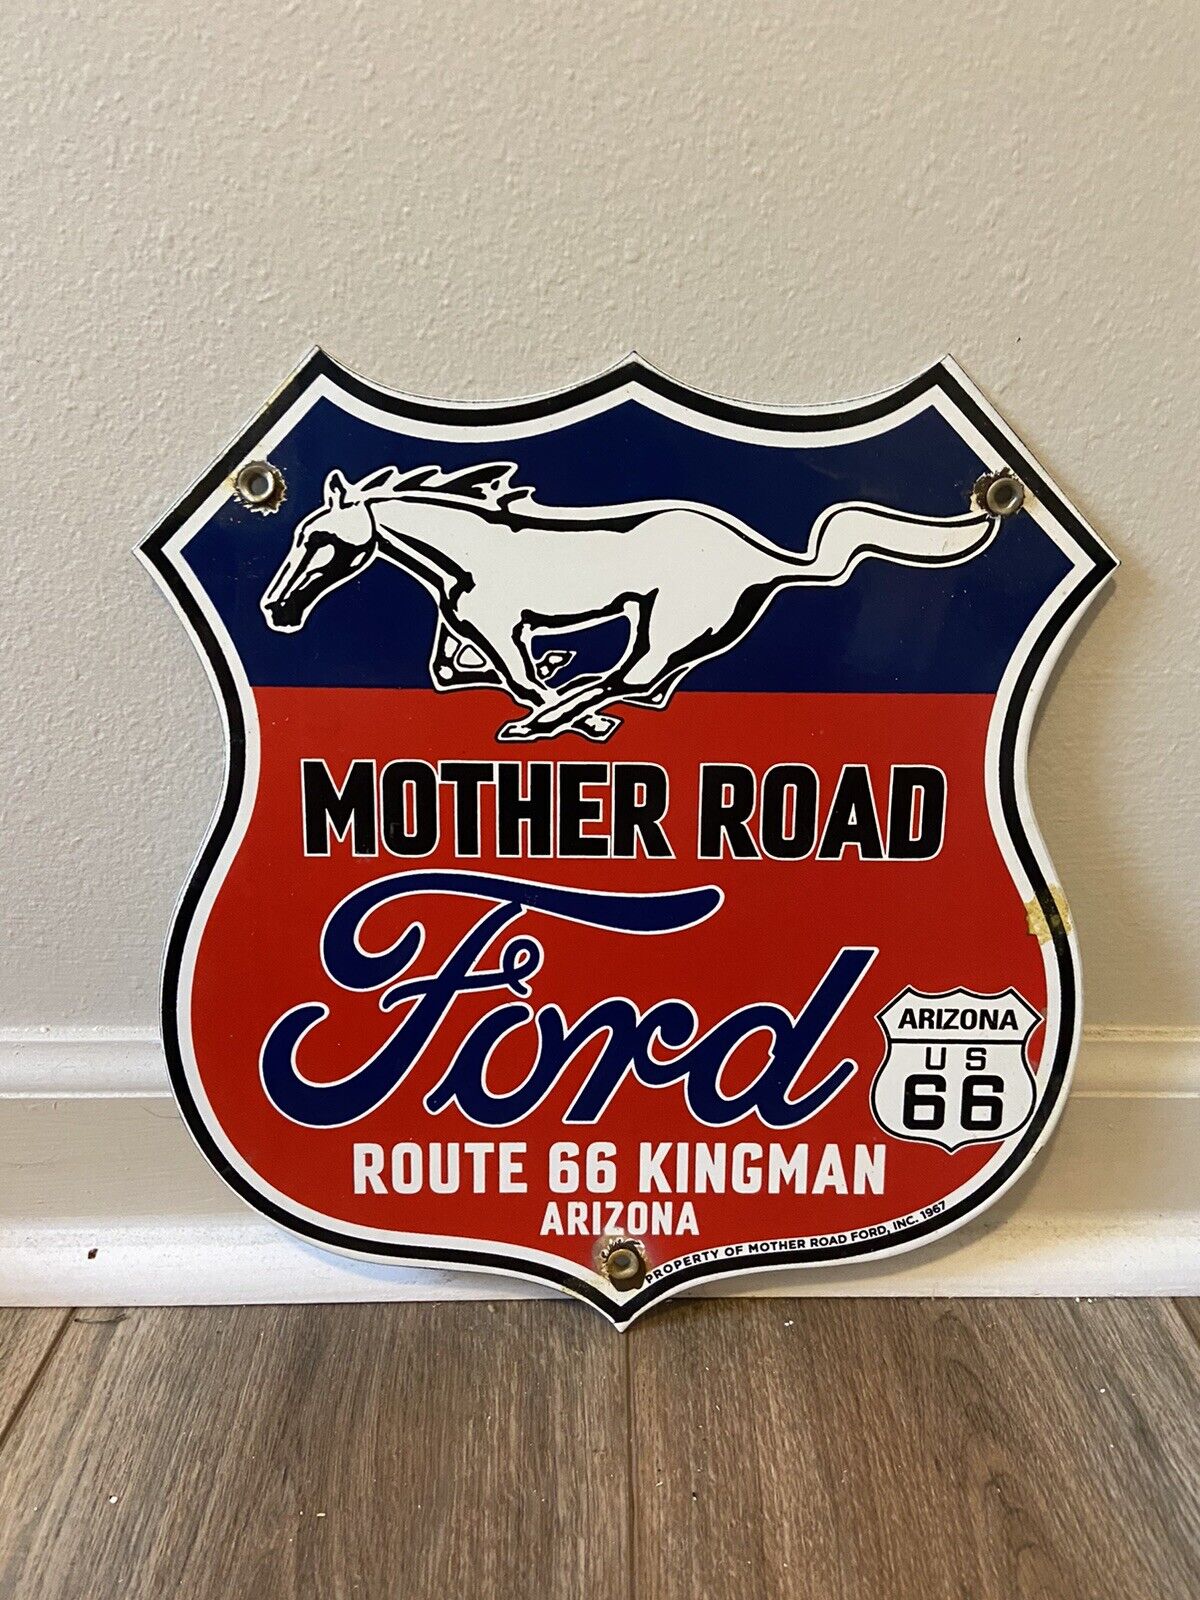 MOTHER ROAD
Ford
ARIZONA
US
66
ROUTE 66 KINGMAN
ARIZONA
PROPERTY OF MOTHER ROAD FORD, INC. 1967